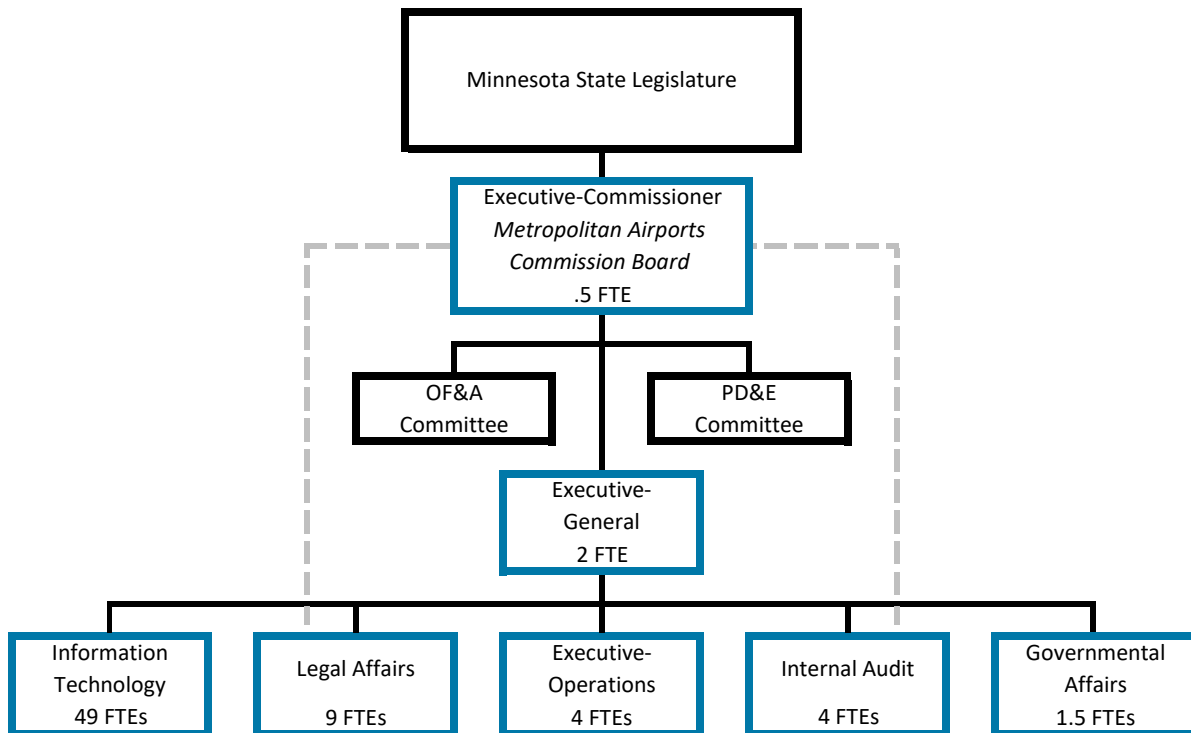 Minnesota State Legislature
Executive-Commissioner
Metropolitan Airports
Commission Board
.5 FTE
OF&A
Committee
PD&E
Committee
Executive-
General
2 FTE
Information
Technology
49 FTEs
Legal Affairs
9 FTEs
Executive-
Operations
4 FTEs
Internal Audit
4 FTEs
Governmental
Affairs
1.5 FTEs